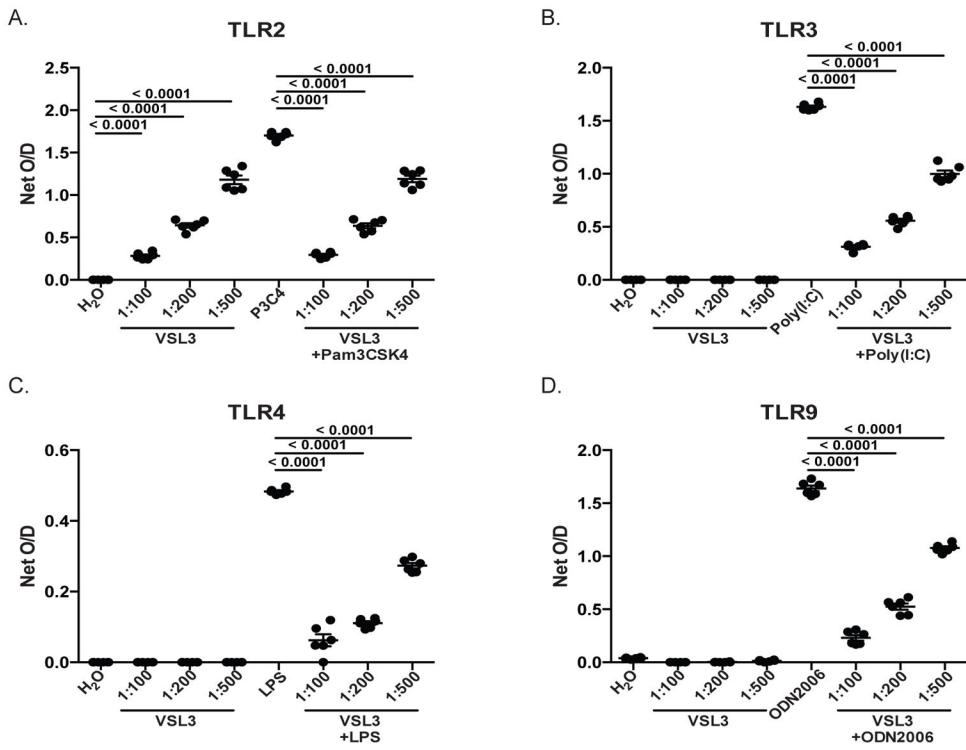 A.
TLR2
< 0.0001
< 0.0001
< 0.0001
< 0.0001
< 0.0001
< 0.0001
2.5
2.0
1.5
1.0
0.5
0.0
Net O/D
H2O
1:100
1:200
1:500
P3C4
1:100
1:200
1:500
VSL3
VSL3
+Pam3CSK4
B.
TLR3
< 0.0001
< 0.0001
< 0.0001
2.0
1.5
1.0
0.5
0.0
Net O/D
H2O
1:100
1:200
1:500
Poly(I:C)
1:100
1:200
1:500
VSL3
VSL3
+Poly(I:C)
C.
TLR4
< 0.0001
< 0.0001
< 0.0001
0.6
0.4
0.2
0.0
Net O/D
H2O
1:100
1:200
1:500
LPS
1:100
1:200
1:500
VSL3
VSL3
+LPS
D.
TLR9
< 0.0001
< 0.0001
< 0.0001
2.0
1.5
1.0
0.5
0.0
Net O/D
H2O
1:100
1:200
1:500
ODN2006
1:100
1:200
1:500
VSL3
VSL3
+ODN2006